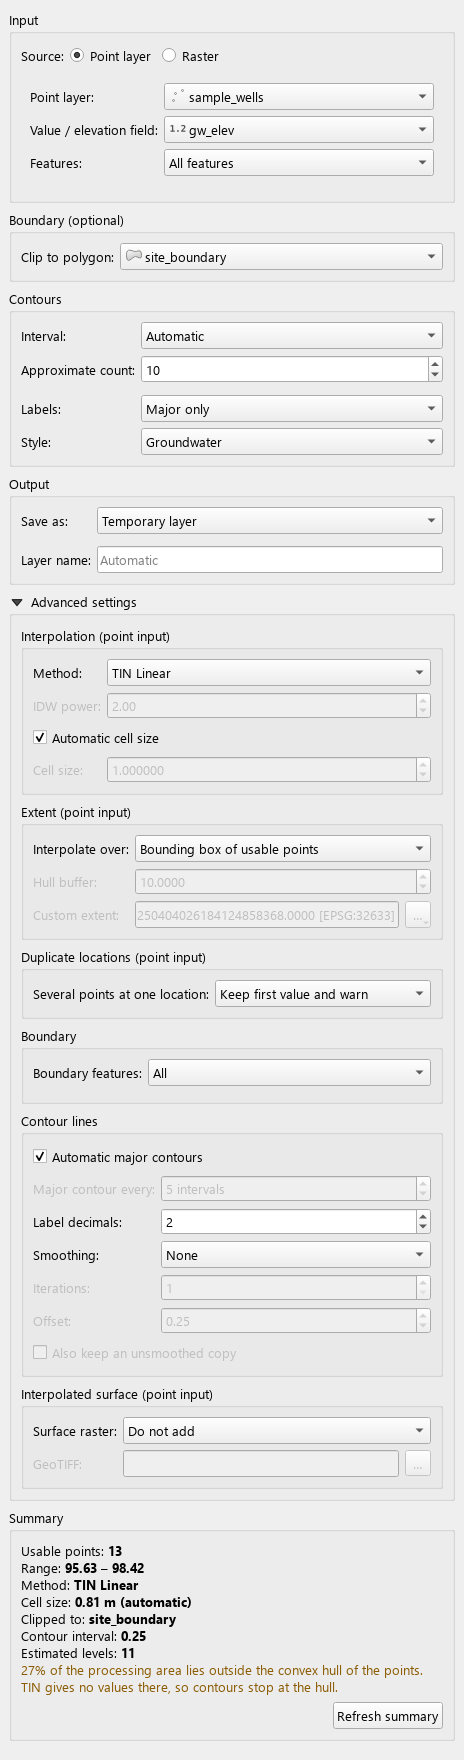 Input
Source: Point layer Raster
Point layer: sample_wells
Value / elevation field: 1.2 gw_elev
Features: All features
Boundary (optional)
Clip to polygon: site_boundary
Contours
Interval: Automatic
Approximate count: 10
Labels: Major only
Style: Groundwater
Output
Save as: Temporary layer
Layer name: Automatic
Advanced settings
Interpolation (point input)
Method: TIN Linear
IDW power: 2.00
Automatic cell size
Cell size: 1.000000
Extent (point input)
Interpolate over: Bounding box of usable points
Hull buffer: 10.0000
Custom extent: 250404026184124858368.0000 [EPSG:32633] ...
Duplicate locations (point input)
Several points at one location: Keep first value and warn
Boundary
Boundary features: All
Contour lines
Automatic major contours
Major contour every: 5 intervals
Label decimals: 2
Smoothing: None
Iterations: 1
Offset: 0.25
Also keep an unsmoothed copy
Interpolated surface (point input)
Surface raster: Do not add
GeoTIFF: ...
Summary
Usable points: 13
Range: 95.63 – 98.42
Method: TIN Linear
Cell size: 0.81 m (automatic)
Clipped to: site_boundary
Contour interval: 0.25
Estimated levels: 11
27% of the processing area lies outside the convex hull of the points.
TIN gives no values there, so contours stop at the hull.
Refresh summary